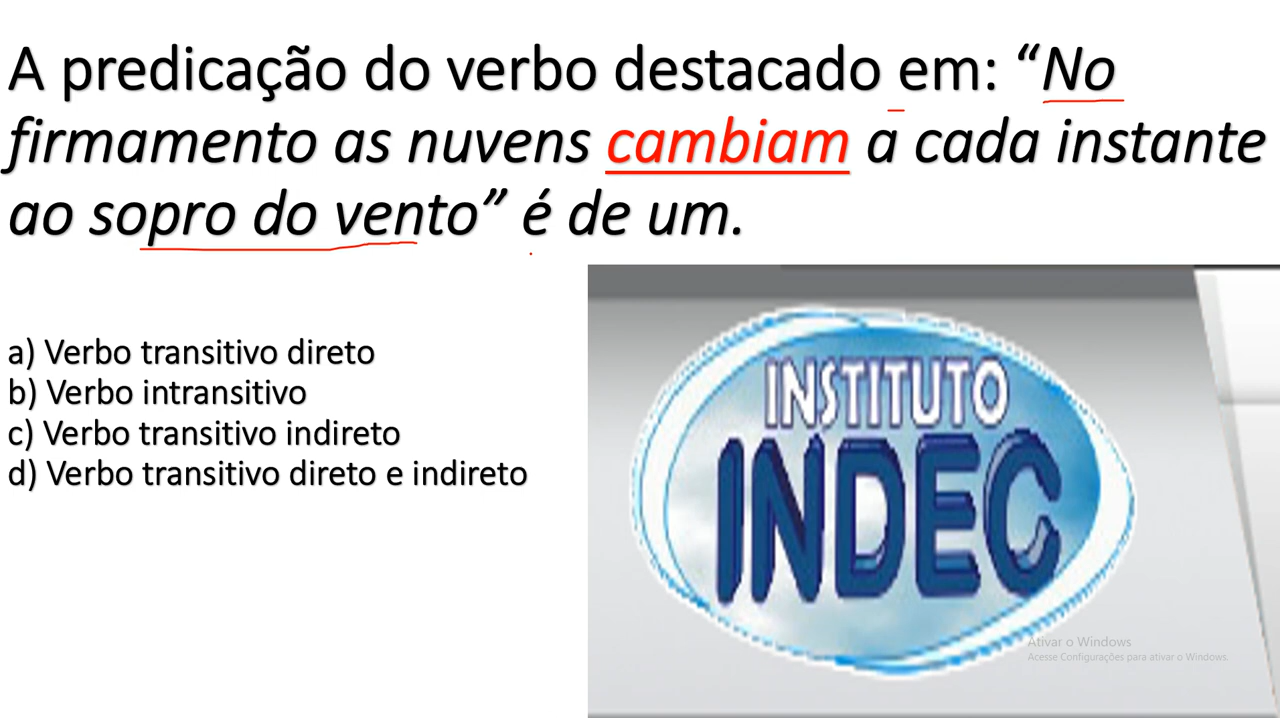 A predicação do verbo destacado em: “No
firmamento as nuvens cambiam a cada instante
ao sopro do vento” é de um.
a) Verbo transitivo direto
b) Verbo intransitivo
c) Verbo transitivo indireto
d) Verbo transitivo direto e indireto
INSTITUTO
INDEC
Ativar o Windows
Acesse Configurações para ativar o Windows.